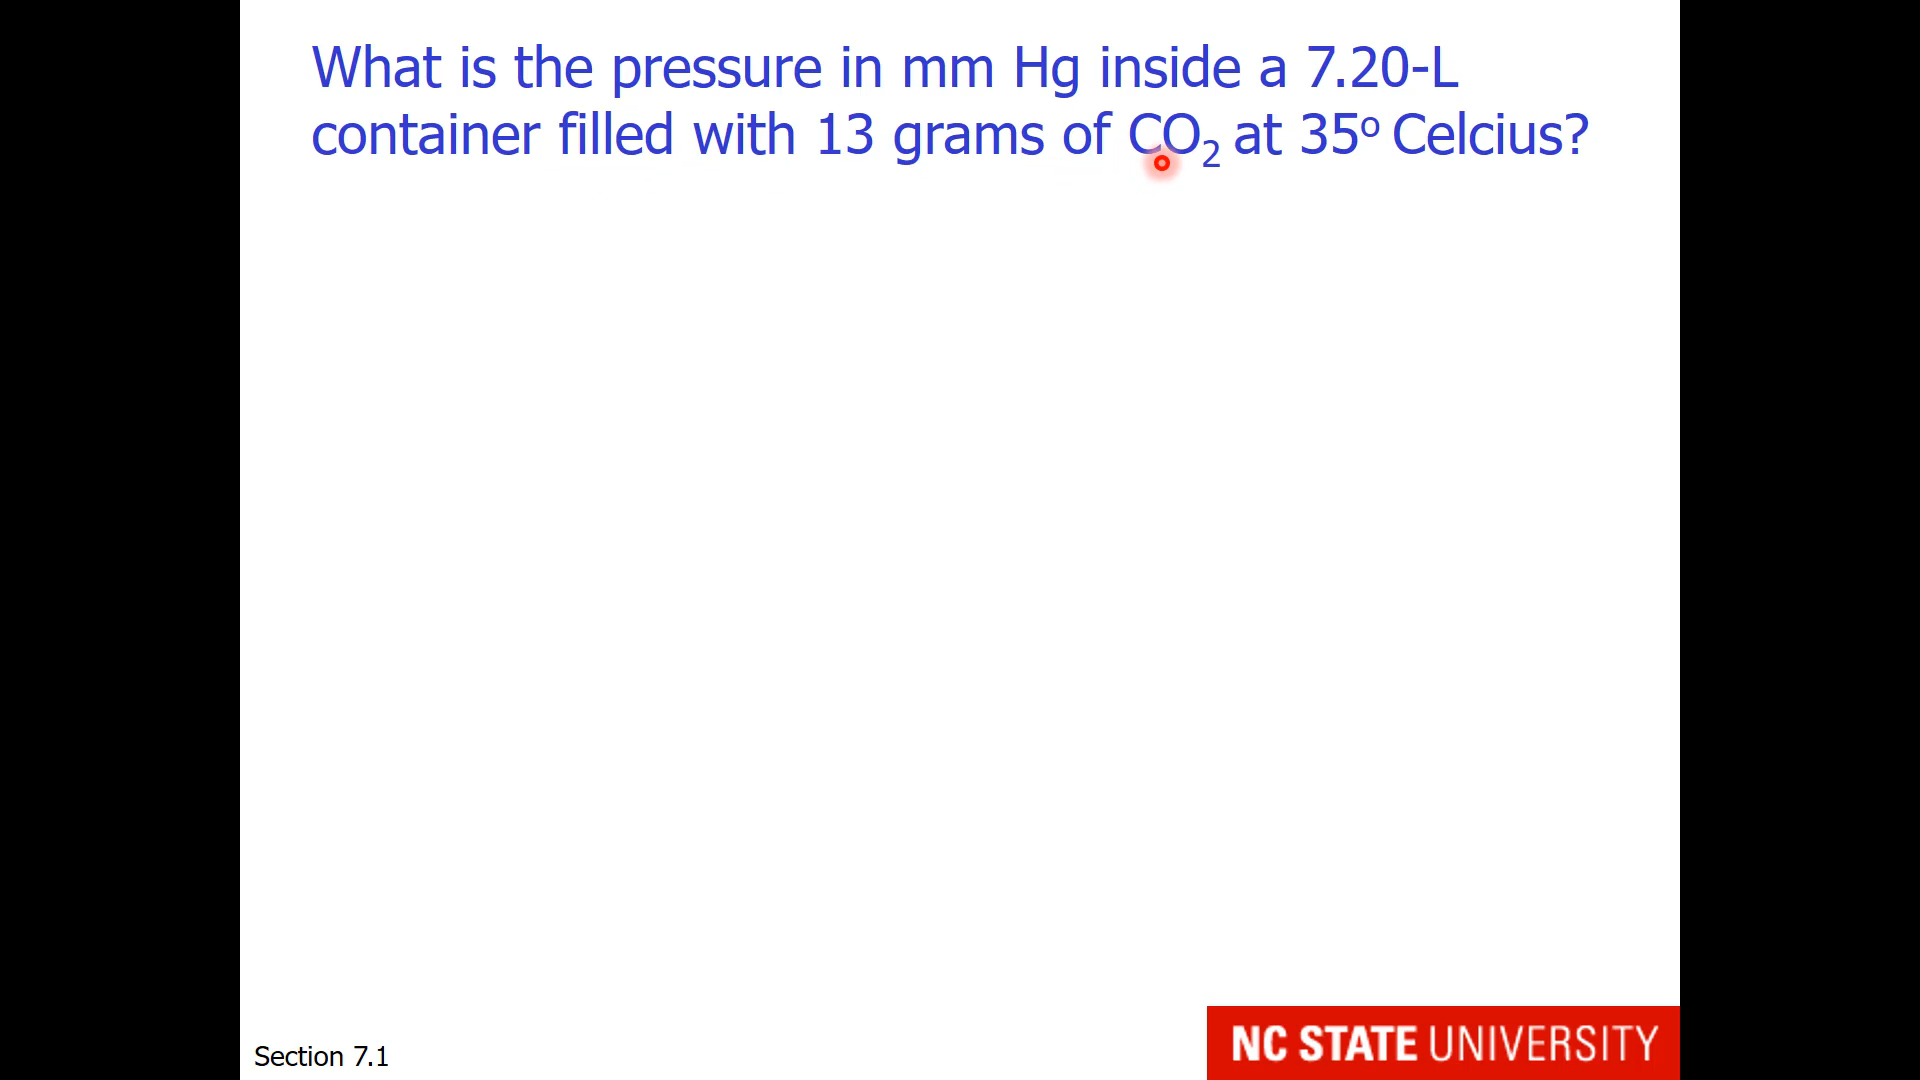 What is the pressure in mm Hg inside a 7.20-L
container filled with 13 grams of CO₂ at 35º Celcius?
Section 7.1
NC STATE UNIVERSITY